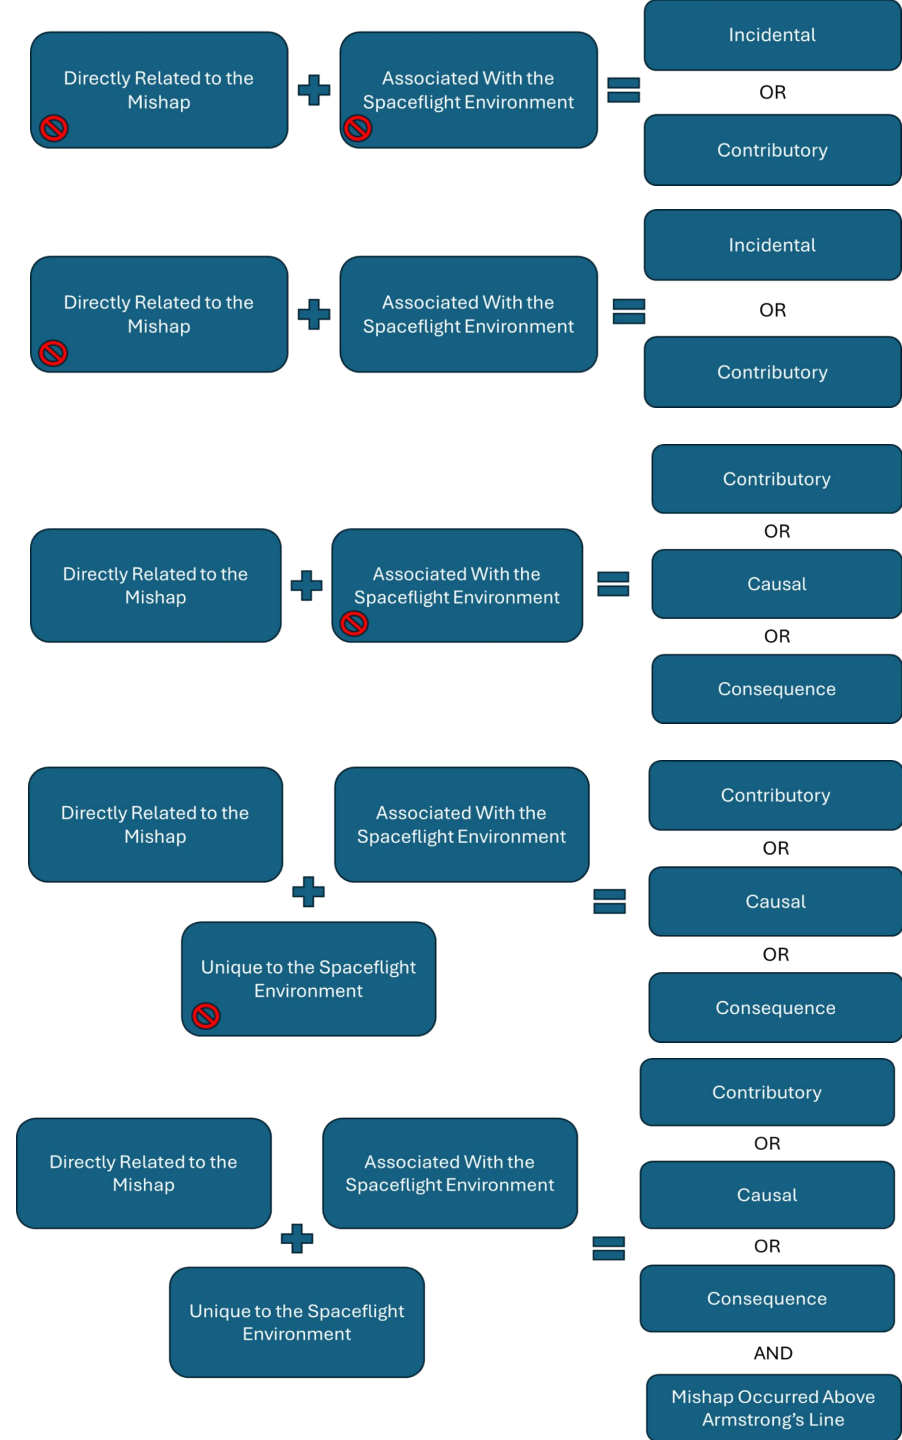 Directly Related to the
Mishap
Associated With the
Spaceflight Environment
Incidental
OR
Contributory
Directly Related to the
Mishap
Associated With the
Spaceflight Environment
Incidental
OR
Contributory
Directly Related to the
Mishap
Associated With the
Spaceflight Environment
Contributory
OR
Causal
OR
Consequence
Directly Related to the
Mishap
Associated With the
Spaceflight Environment
Unique to the Spaceflight
Environment
Contributory
OR
Causal
OR
Consequence
Directly Related to the
Mishap
Associated With the
Spaceflight Environment
Unique to the Spaceflight
Environment
Contributory
OR
Causal
OR
Consequence
AND
Mishap Occurred Above
Armstrong’s Line